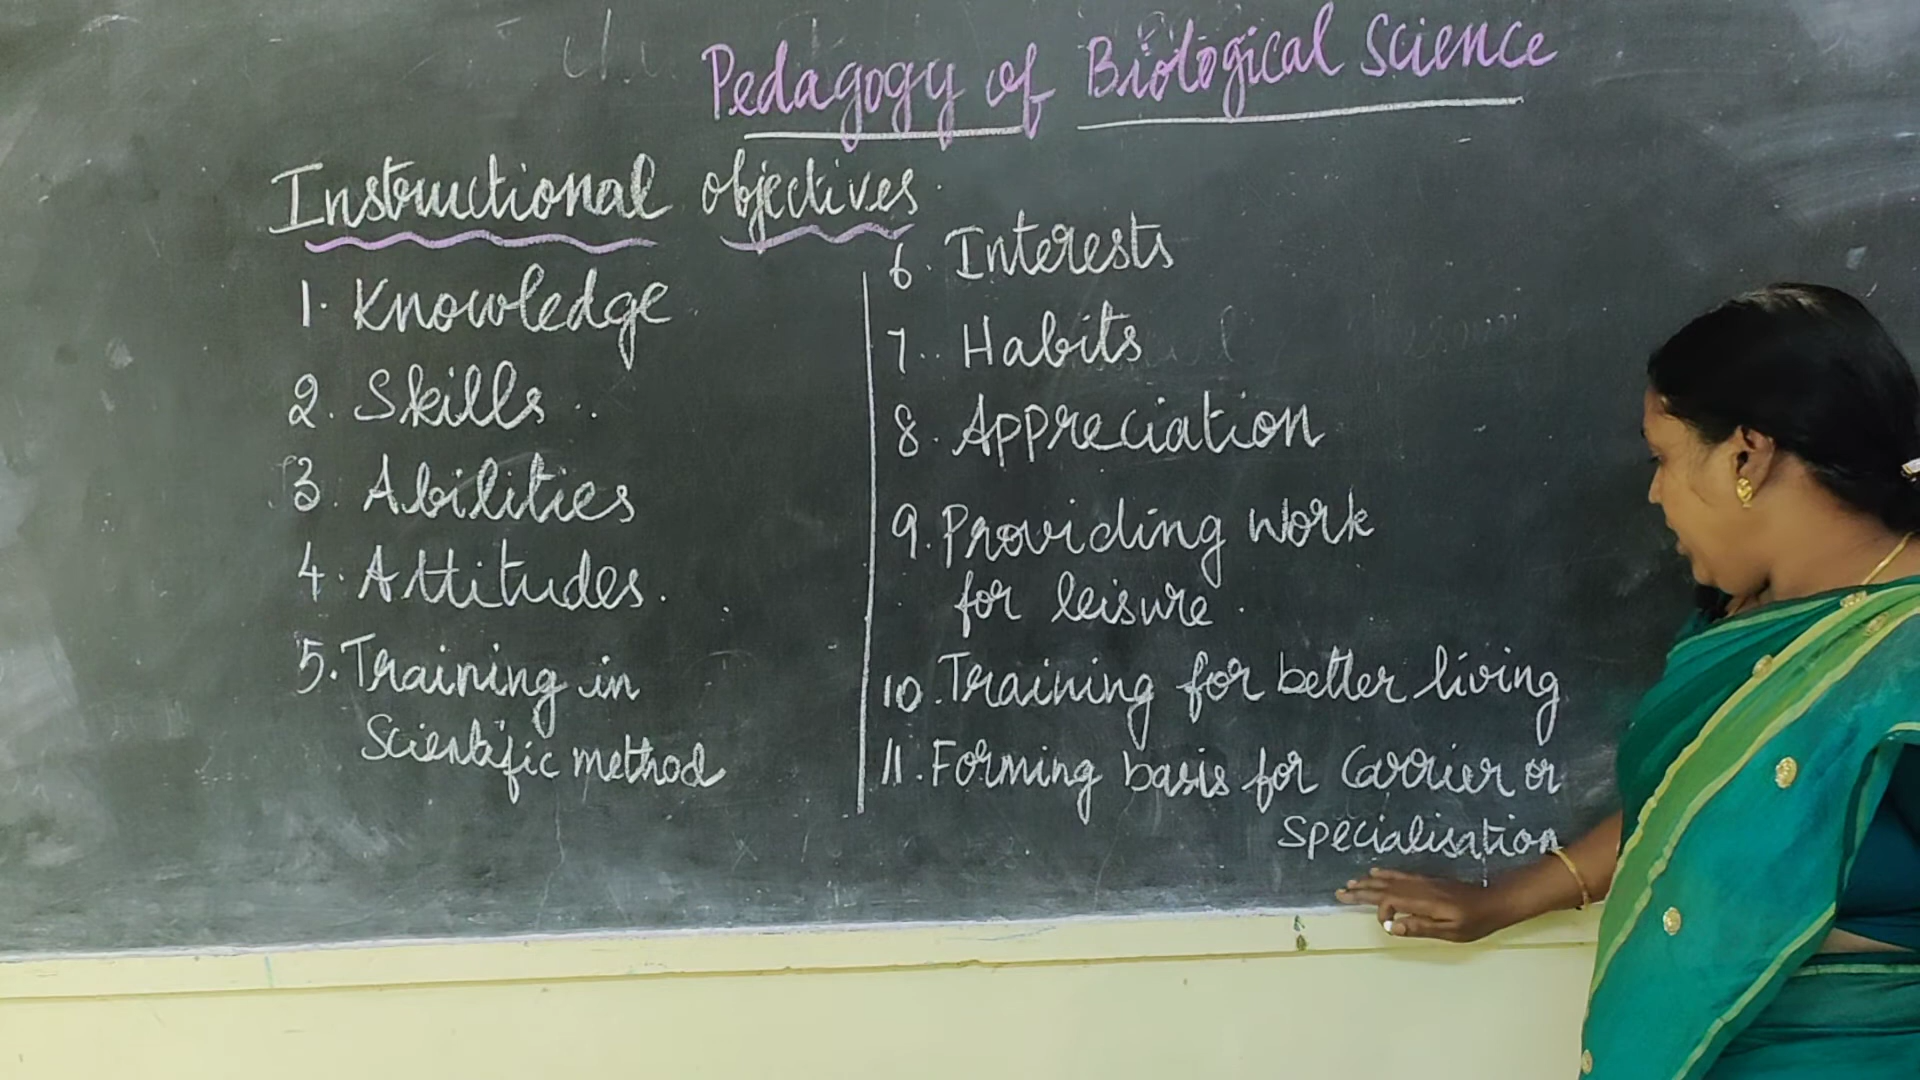 Pedagogy of Biological Science
Instructional objectives
1. Knowledge
2. Skills
3. Abilities
4. Attitudes
5. Training in
Scientific method
6. Interests
7. Habits
8. Appreciation
9. Providing work
for leisure
10. Training for better living
11. Forming basis for Carrier or
Specialisation